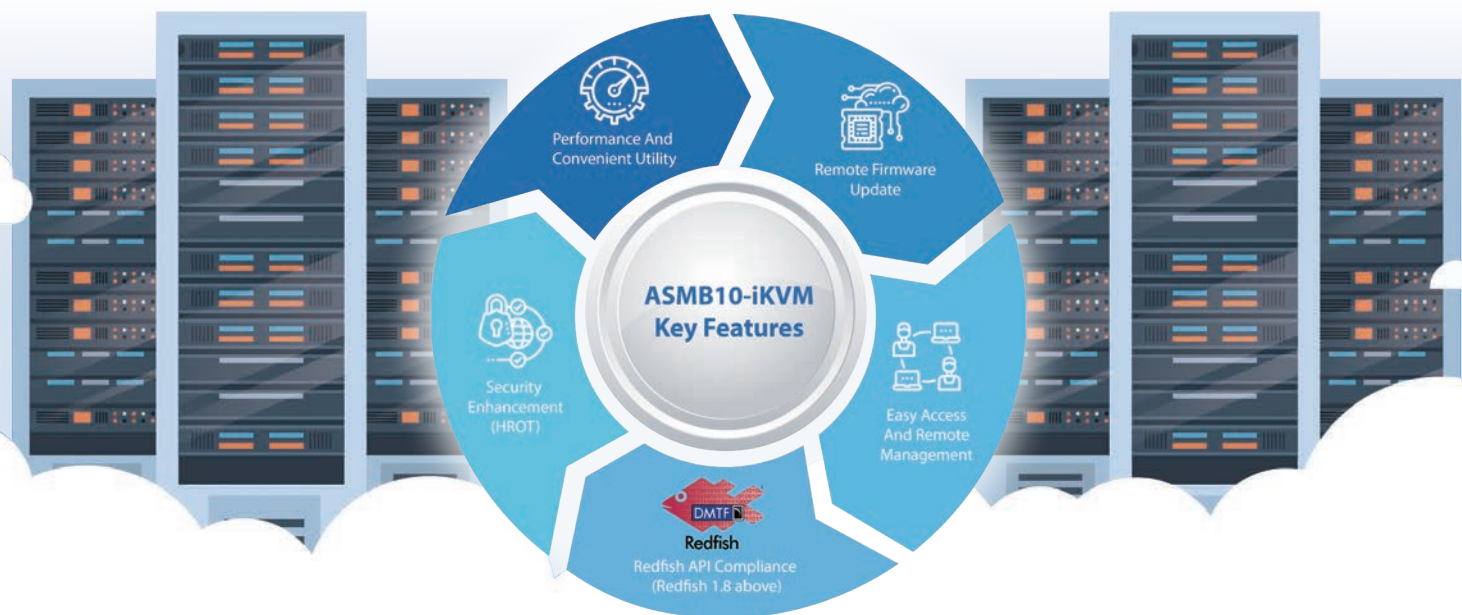 Performance And
Convenient Utility
Remote Firmware
Update
ASMB10-iKVM
Key Features
Security
Enhancement
(HROT)
Easy Access
And Remote
Management
DMTF
Redfish
Redfish API Compliance
(Redfish 1.8 above)